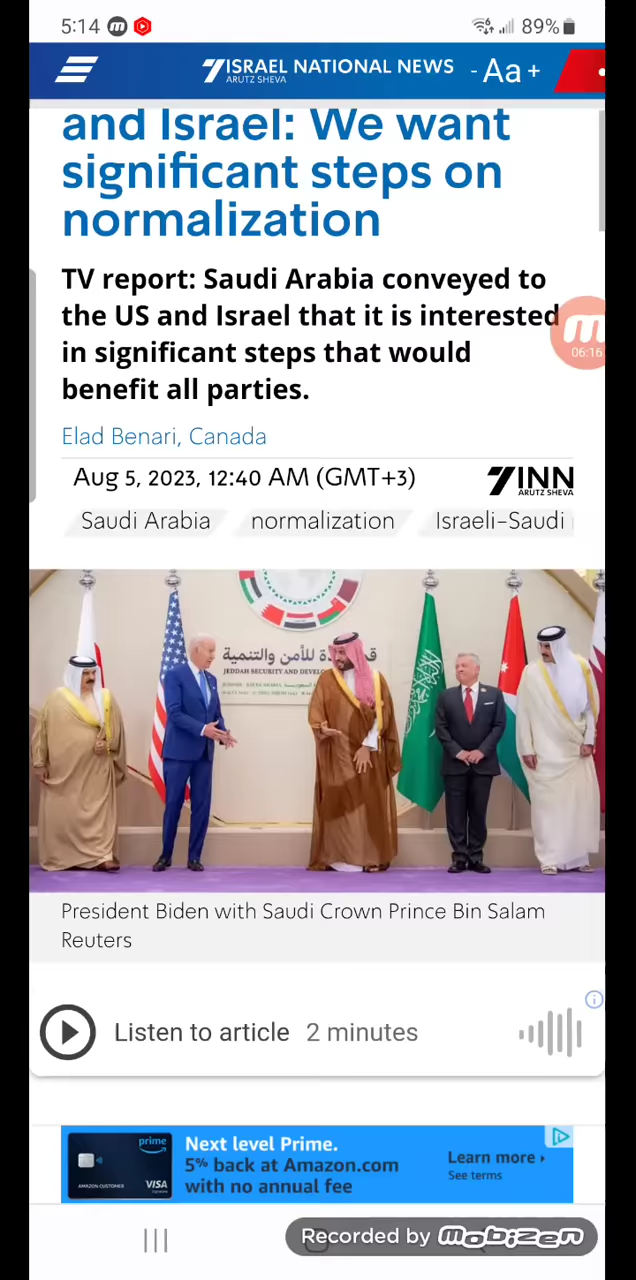 5:14
89%
ISRAEL NATIONAL NEWS
ARUTZ SHEVA
- Aa +
and Israel: We want
significant steps on
normalization
TV report: Saudi Arabia conveyed to
the US and Israel that it is interested
in significant steps that would
benefit all parties.
06:16
Elad Benari, Canada
Aug 5, 2023, 12:40 AM (GMT+3)
INN
ARUTZ SHEVA
Saudi Arabia
normalization
Israeli-Saudi
للأمن والتنمية
JEDDAH SECURITY AND
President Biden with Saudi Crown Prince Bin Salam
Reuters
Listen to article 2 minutes
prime
AMAZON CUSTOMER
VISA
Next level Prime.
5% back at Amazon.com
with no annual fee
Learn more
See terms
Recorded by mobizen